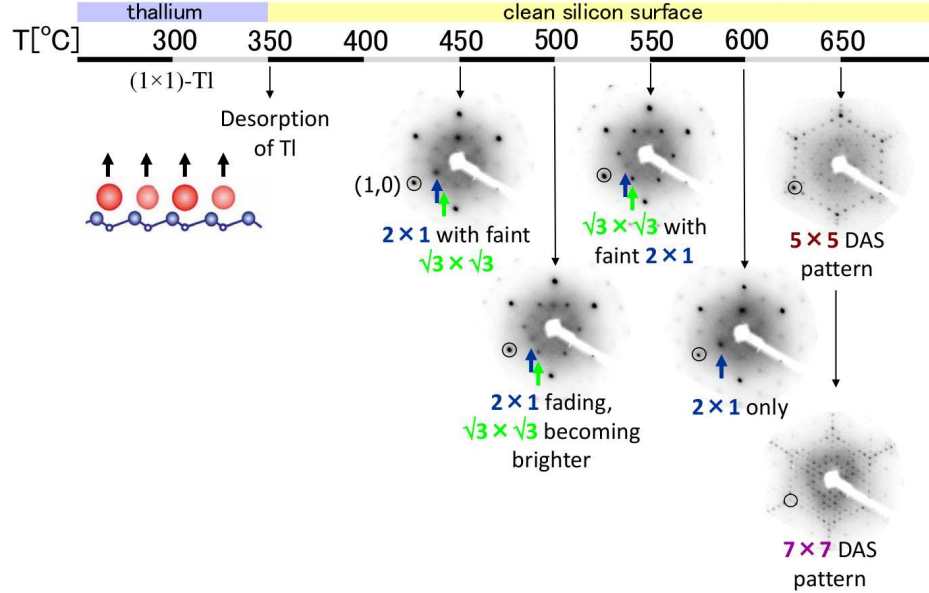 thallium
clean silicon surface
T[°C]
300
350
400
450
500
550
600
650
(1×1)-Tl
Desorption
of Tl
(1,0)
2×1 with faint
√3×√3
√3×√3 with
faint 2×1
5×5 DAS
pattern
2×1 fading,
√3×√3 becoming
brighter
2×1 only
7×7 DAS
pattern